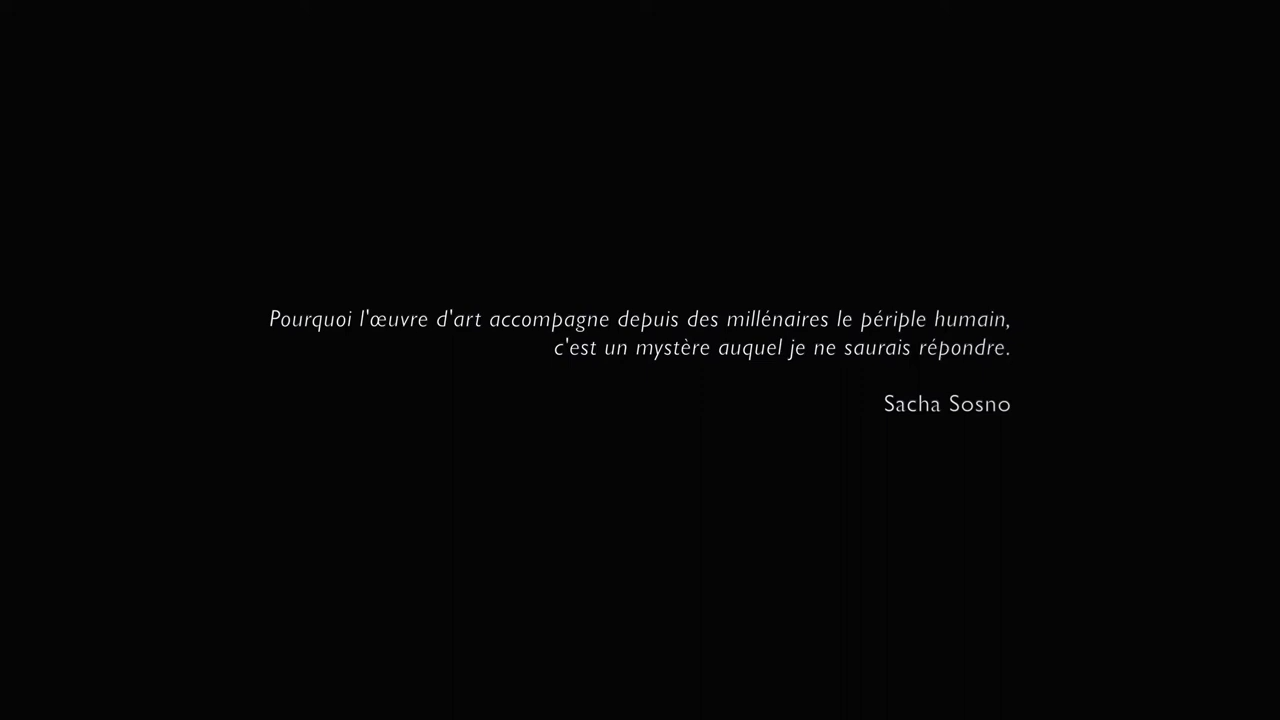 Pourquoi l'œuvre d'art accompagne depuis des millénaires le périple humain,
c'est un mystère auquel je ne saurais répondre.
Sacha Sosno